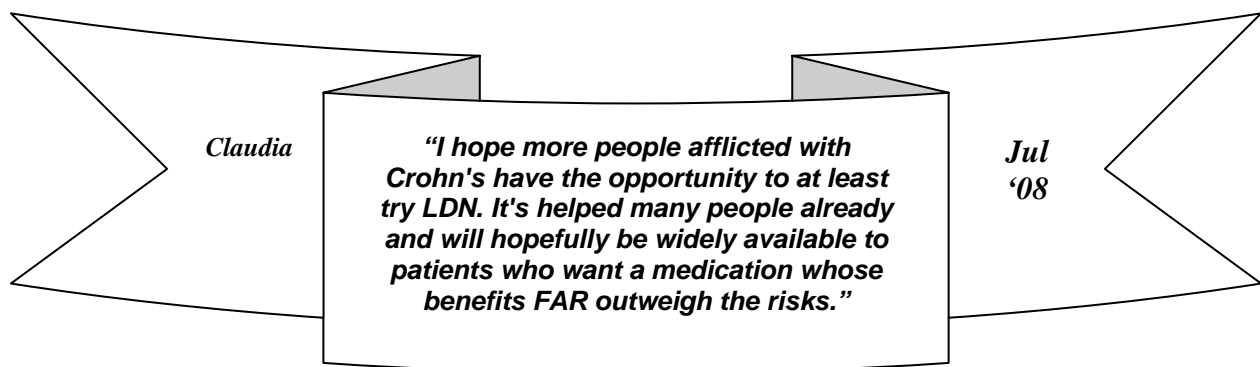 Claudia
“I hope more people afflicted with
Crohn's have the opportunity to at least
try LDN. It's helped many people already
and will hopefully be widely available to
patients who want a medication whose
benefits FAR outweigh the risks.”
Jul
‘08